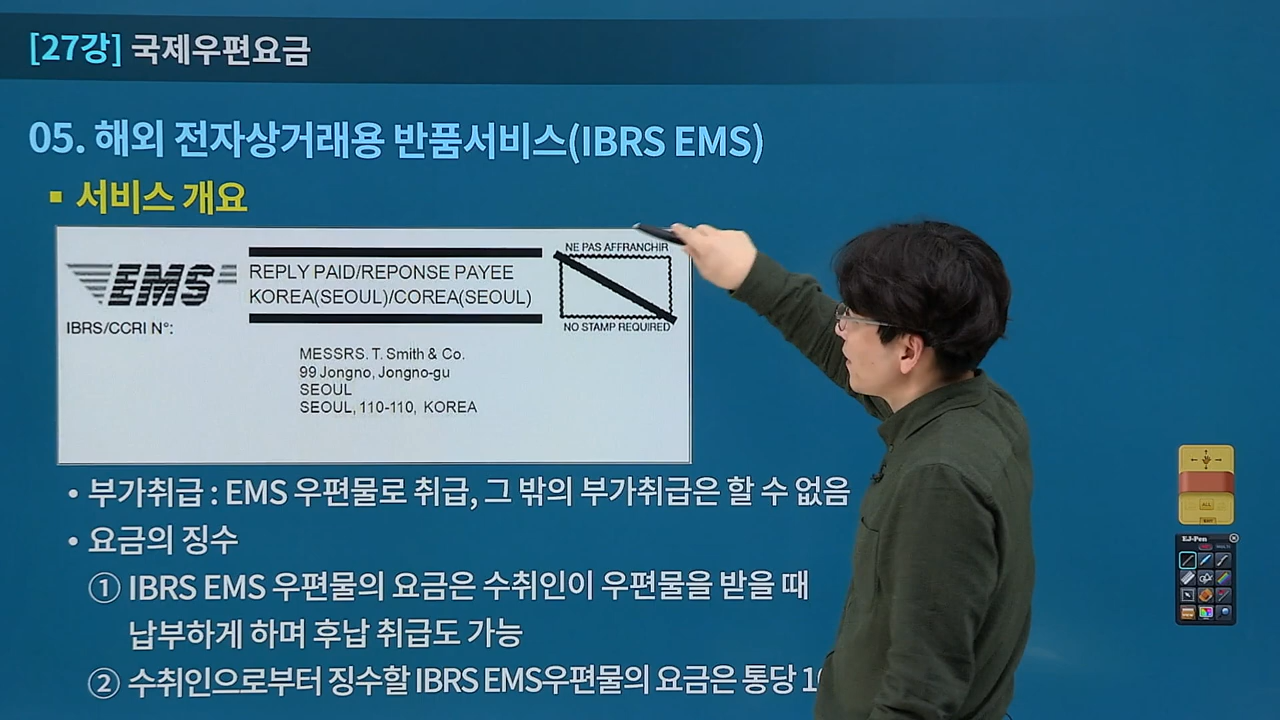 [27강] 국제우편요금
05. 해외 전자상거래용 반품서비스(IBRS EMS)
▪ 서비스 개요
NE PAS AFFRANCHIR
EMS
REPLY PAID/REPONSE PAYEE
KOREA(SEOUL)/COREA(SEOUL)
IBRS/CCRI N°:
NO STAMP REQUIRED
MESSRS. T. Smith & Co.
99 Jongno, Jongno-gu
SEOUL
SEOUL, 110-110, KOREA
• 부가취급 : EMS 우편물로 취급, 그 밖의 부가취급은 할 수 없음
• 요금의 징수
① IBRS EMS 우편물의 요금은 수취인이 우편물을 받을 때
납부하게 하며 후납 취급도 가능
② 수취인으로부터 징수할 IBRS EMS우편물의 요금은 통당
ALL
EJ-Pen